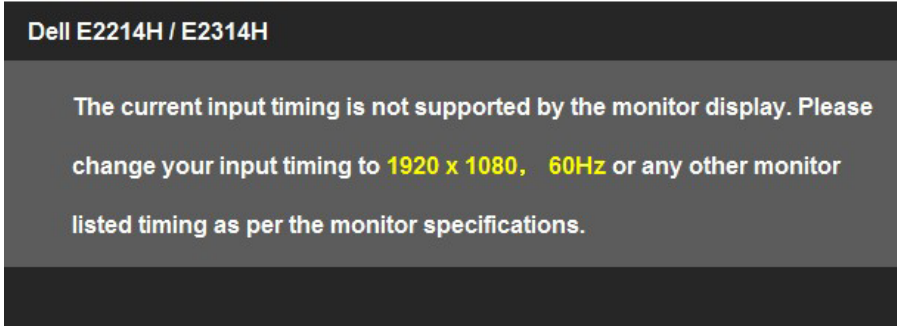 Dell E2214H / E2314H
The current input timing is not supported by the monitor display. Please
change your input timing to 1920 x 1080， 60Hz or any other monitor
listed timing as per the monitor specifications.